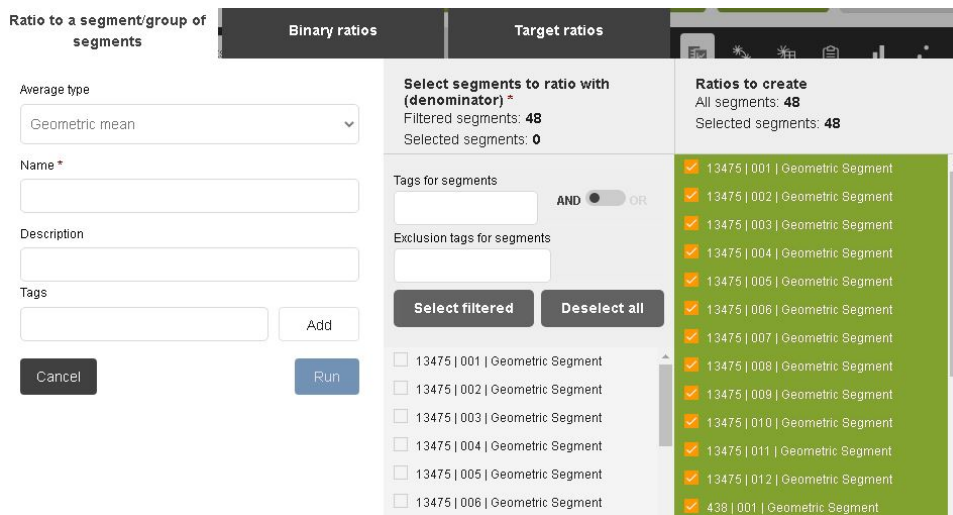 Ratio to a segment/group of
segments
Binary ratios
Target ratios
Average type
Geometric mean
Name *
Description
Tags
Add
Cancel
Run
Select segments to ratio with
(denominator) *
Filtered segments: 48
Selected segments: 0
Tags for segments
AND OR
Exclusion tags for segments
Select filtered
Deselect all
13475 | 001 | Geometric Segment
13475 | 002 | Geometric Segment
13475 | 003 | Geometric Segment
13475 | 004 | Geometric Segment
13475 | 005 | Geometric Segment
13475 | 006 | Geometric Segment
Ratios to create
All segments: 48
Selected segments: 48
13475 | 001 | Geometric Segment
13475 | 002 | Geometric Segment
13475 | 003 | Geometric Segment
13475 | 004 | Geometric Segment
13475 | 005 | Geometric Segment
13475 | 006 | Geometric Segment
13475 | 007 | Geometric Segment
13475 | 008 | Geometric Segment
13475 | 009 | Geometric Segment
13475 | 010 | Geometric Segment
13475 | 011 | Geometric Segment
13475 | 012 | Geometric Segment
438 | 001 | Geometric Segment